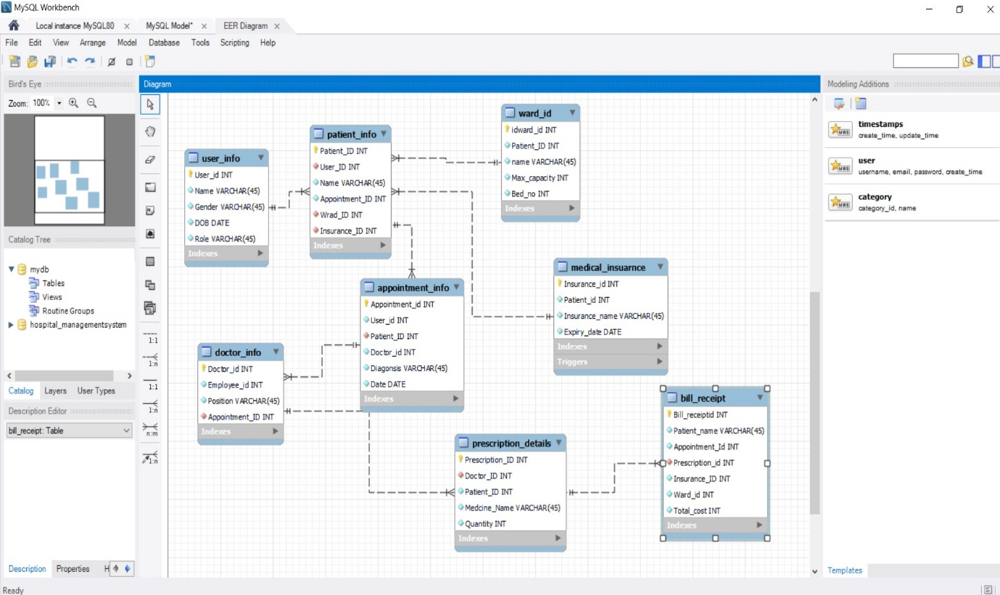 MySQL Workbench
Local instance MySQL80
MySQL Model*
EER Diagram
File Edit View Arrange Model Database Tools Scripting Help
Bird's Eye
Zoom: 100%
Catalog Tree
mydb
Tables
Views
Routine Groups
hospital_managementsystem
Catalog Layers User Types
Description Editor
bill_receipt: Table
Description Properties H
Ready
Diagram
1:1
1:n
1:1
1:n
n:m
1:n
user_info
User_id INT
Name VARCHAR(45)
Gender VARCHAR(45)
DOB DATE
Role VARCHAR(45)
Indexes
patient_info
Patient_ID INT
User_ID INT
Name VARCHAR(45)
Appointment_ID INT
Wrad_ID INT
Insurance_ID INT
Indexes
ward_id
idward_id INT
Patient_ID INT
name VARCHAR(45)
Max_capacity INT
Bed_no INT
Indexes
appointment_info
Appointment_id INT
User_id INT
Patient_ID INT
Doctor_id INT
Diagonsis VARCHAR(45)
Date DATE
Indexes
medical_insuarnce
Insurance_id INT
Patient_id INT
Insurance_name VARCHAR(45)
Expiry_date DATE
Indexes
Triggers
doctor_info
Doctor_id INT
Employee_id INT
Position VARCHAR(45)
Appointment_ID INT
Indexes
prescription_details
Prescription_ID INT
Doctor_ID INT
Patient_ID INT
Medcine_Name VARCHAR(45)
Quantity INT
Indexes
bill_receipt
Bill_receiptid INT
Patient_name VARCHAR(45)
Appointment_Id INT
Prescription_id INT
Insurance_ID INT
Ward_id INT
Total_cost INT
Indexes
Modeling Additions
timestamps
create_time, update_time
user
username, email, password, create_time
category
category_id, name
Templates